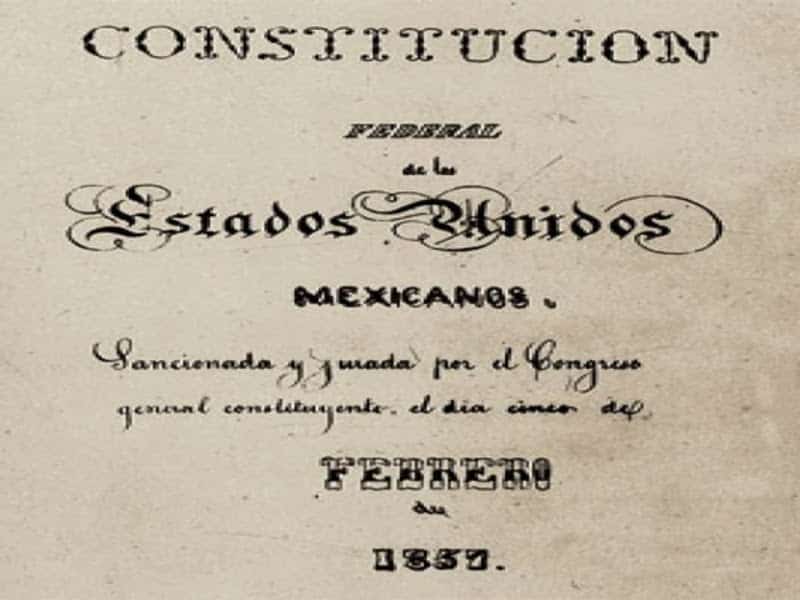 CONSTITUCION
FEDERAL
de los
Estados Unidos
MEXICANOS.
Sancionada y jurada por el Congreso
general constituyente, el dia cinco de
FEBRERO
de
1857.